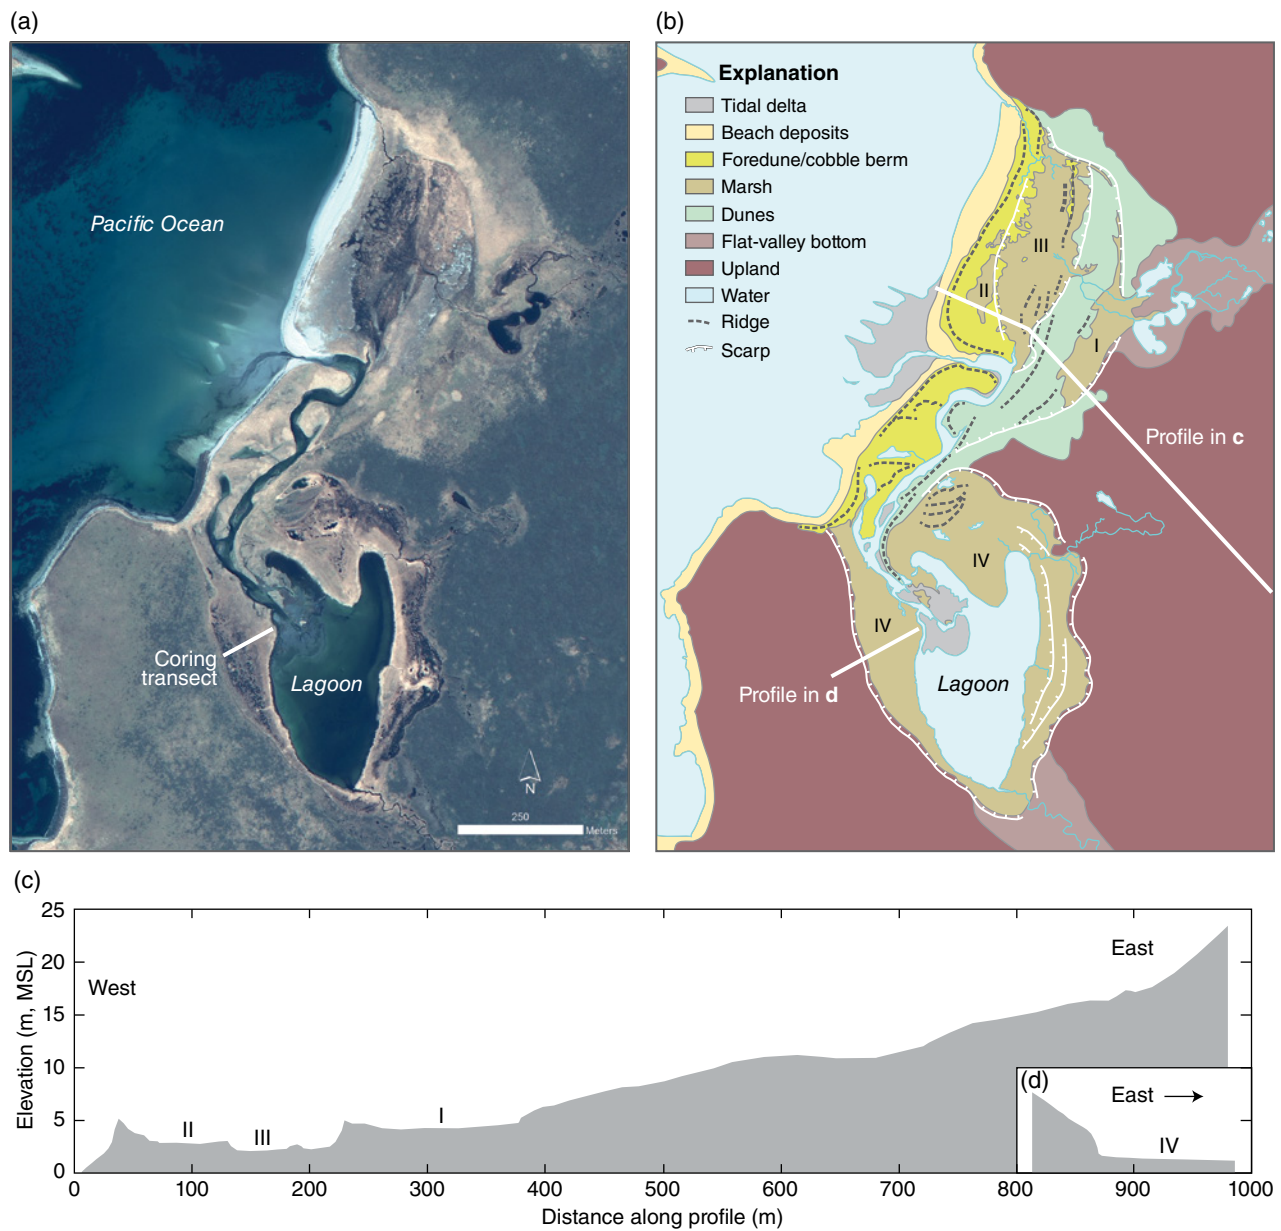 (a)
Pacific Ocean
Coring
transect
Lagoon
N
250
Meters
(b)
Explanation
Tidal delta
Beach deposits
Foredune/cobble berm
Marsh
Dunes
Flat-valley bottom
Upland
Water
Ridge
Scarp
III
II
I
Profile in c
IV
IV
Profile in d
Lagoon
(c)
Elevation (m, MSL)
25
20
15
10
5
0
West
East
II
III
I
(d)
East
IV
0
100
200
300
400
500
600
700
800
900
1000
Distance along profile (m)